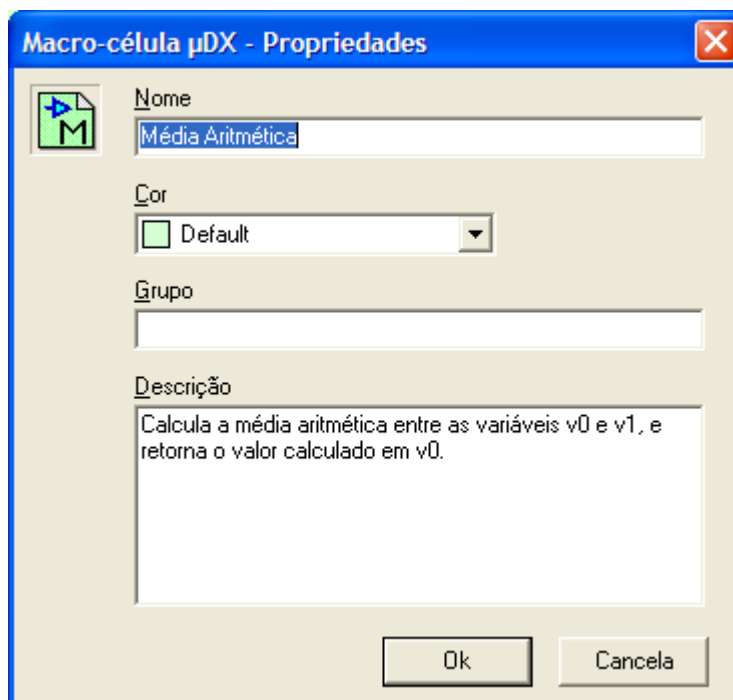 Macro-célula µDX - Propriedades
M
Nome
Média Aritmética
Cor
Default
Grupo
Descrição
Calcula a média aritmética entre as variáveis v0 e v1, e
retorna o valor calculado em v0.
Ok
Cancela